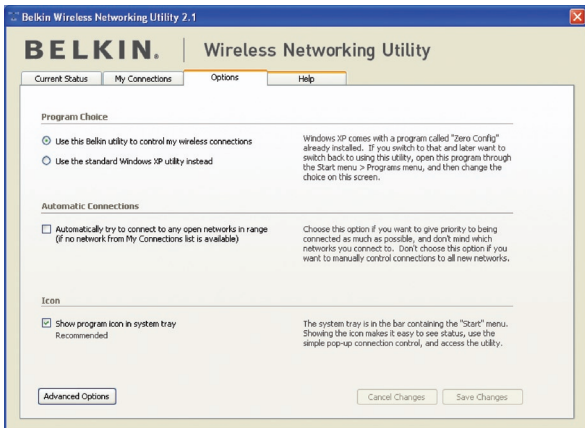 Belkin Wireless Networking Utility 2.1
BELKIN. | Wireless Networking Utility
Current Status My Connections Options Help
Program Choice
Use this Belkin utility to control my wireless connections
Use the standard Windows XP utility instead
Windows XP comes with a program called "Zero Config"
already installed. If you switch to that and later want to
switch back to using this utility, open this program through
the Start menu > Programs menu, and then change the
choice on this screen.
Automatic Connections
Automatically try to connect to any open networks in range
(if no network from My Connections list is available)
Choose this option if you want to give priority to being
connected as much as possible, and don't mind which
networks you connect to. Don't choose this option if you
want to manually control connections to all new networks.
Icon
Show program icon in system tray
Recommended
The system tray is in the bar containing the "Start" menu.
Showing the icon makes it easy to see status, use the
simple pop-up connection control, and access the utility.
Advanced Options Cancel Changes Save Changes